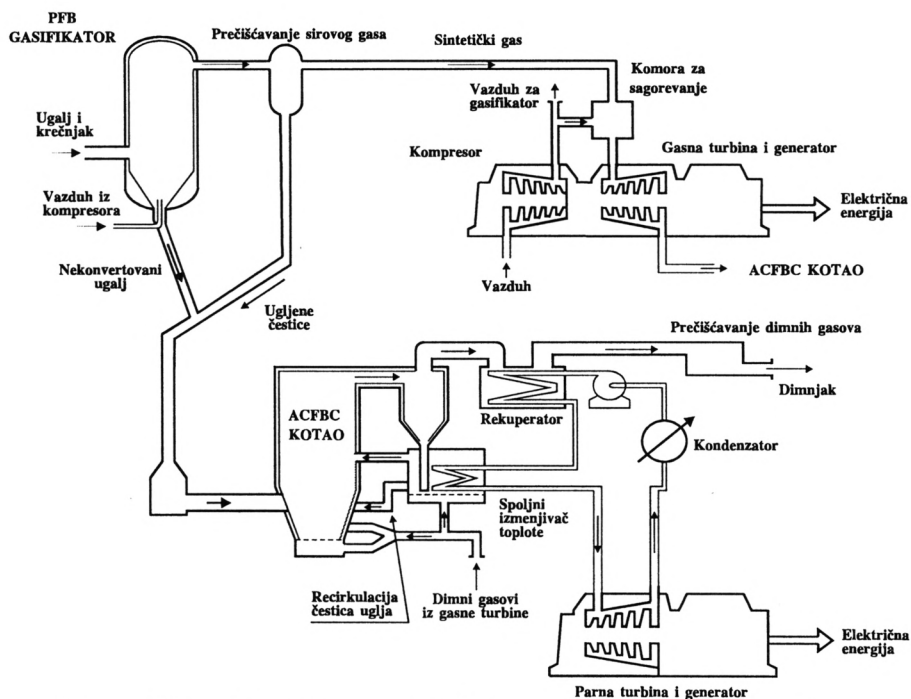 PFB
GASIFIKATOR
Prečišćavanje sirovog gasa
Sintetički gas
Komora za
sagorevanje
Vazduh za
gasifikator
Ugalj i
krečnjak
Kompresor
Gasna turbina i generator
Vazduh iz
kompresora
Električna
energija
Nekonvertovani
ugalj
Vazduh
ACFBC KOTAO
Ugljene
čestice
Prečišćavanje dimnih gasova
Dimnjak
ACFBC
KOTAO
Rekuperator
Kondenzator
Spoljni
izmenjivač
toplote
Recirkulacija
čestica uglja
Dimni gasovi
iz gasne turbine
Električna
energija
Parna turbina i generator